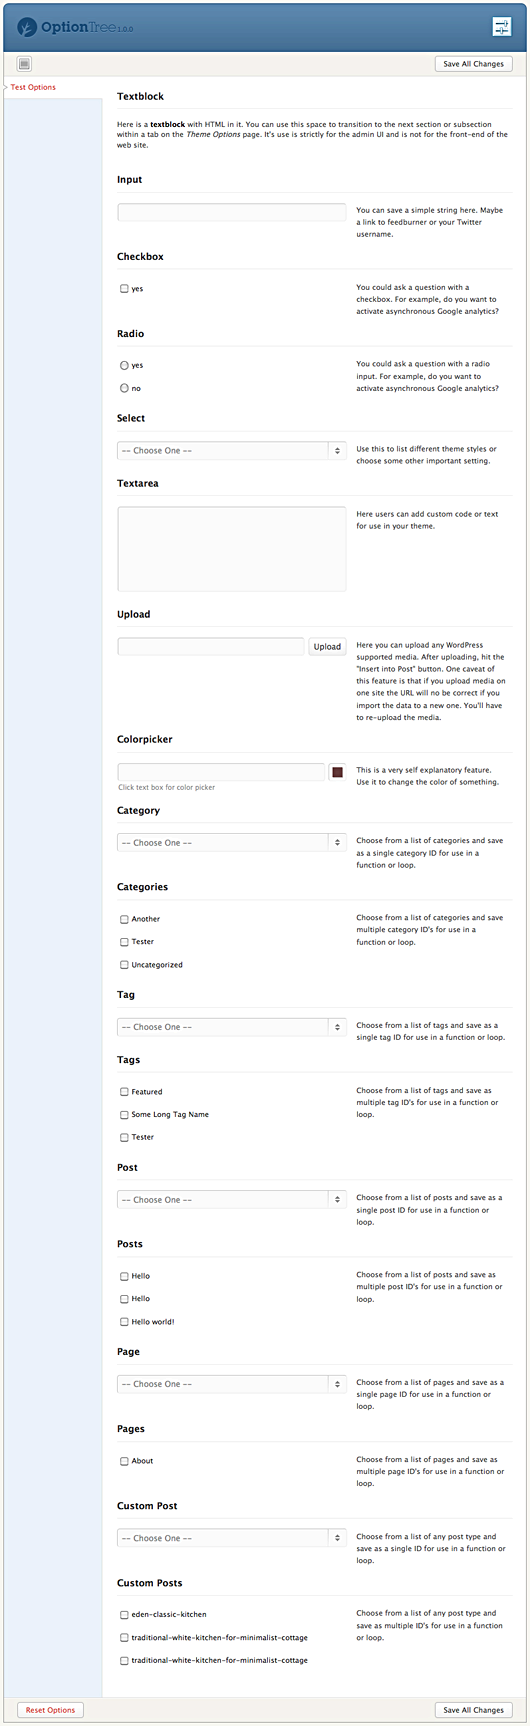 OptionTree 1.0.0
Save All Changes
Test Options
Textblock
Here is a textblock with HTML in it. You can use this space to transition to the next section or subsection
within a tab on the Theme Options page. It's use is strictly for the admin UI and is not for the front-end of the
web site.
Input
You can save a simple string here. Maybe
a link to feedburner or your Twitter
username.
Checkbox
yes
You could ask a question with a
checkbox. For example, do you want to
activate asynchronous Google analytics?
Radio
yes
no
You could ask a question with a radio
input. For example, do you want to
activate asynchronous Google analytics?
Select
-- Choose One --
Use this to list different theme styles or
choose some other important setting.
Textarea
Here users can add custom code or text
for use in your theme.
Upload
Upload
Here you can upload any WordPress
supported media. After uploading, hit the
"Insert into Post" button. One caveat of
this feature is that if you upload media on
one site the URL will no be correct if you
import the data to a new one. You'll have
to re-upload the media.
Colorpicker
Click text box for color picker
This is a very self explanatory feature.
Use it to change the color of something.
Category
-- Choose One --
Choose from a list of categories and save
as a single category ID for use in a
function or loop.
Categories
Another
Tester
Uncategorized
Choose from a list of categories and save
multiple category ID's for use in a
function or loop.
Tag
-- Choose One --
Choose from a list of tags and save as a
single tag ID for use in a function or loop.
Tags
Featured
Some Long Tag Name
Tester
Choose from a list of tags and save as
multiple tag ID's for use in a function or
loop.
Post
-- Choose One --
Choose from a list of posts and save as a
single post ID for use in a function or
loop.
Posts
Hello
Hello
Hello world!
Choose from a list of posts and save as
multiple post ID's for use in a function or
loop.
Page
-- Choose One --
Choose from a list of pages and save as a
single page ID for use in a function or
loop.
Pages
About
Choose from a list of pages and save as
multiple page ID's for use in a function or
loop.
Custom Post
-- Choose One --
Choose from a list of any post type and
save as a single ID for use in a function or
loop.
Custom Posts
eden-classic-kitchen
traditional-white-kitchen-for-minimalist-cottage
traditional-white-kitchen-for-minimalist-cottage
Choose from a list of any post type and
save as multiple ID's for use in a function
or loop.
Reset Options
Save All Changes